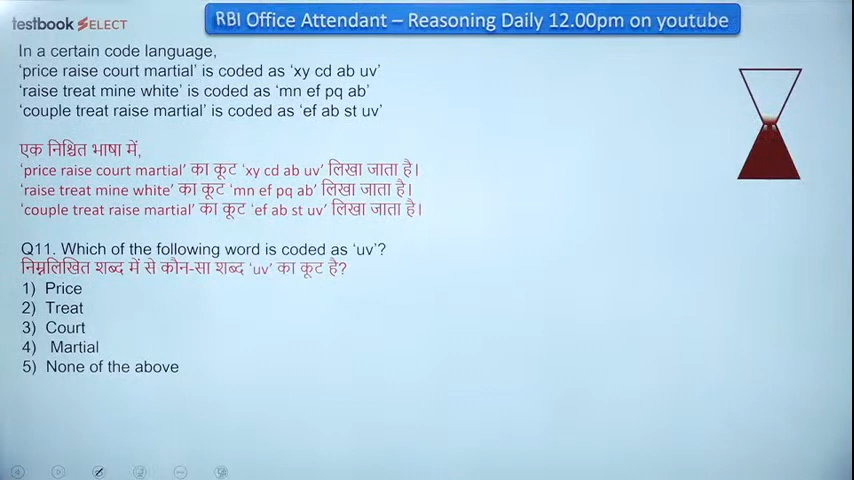 testbook SELECT
RBI Office Attendant – Reasoning Daily 12.00pm on youtube
In a certain code language,
‘price raise court martial’ is coded as ‘xy cd ab uv’
‘raise treat mine white’ is coded as ‘mn ef pq ab’
‘couple treat raise martial’ is coded as ‘ef ab st uv’
एक निश्चित भाषा में,
‘price raise court martial’ का कूट ‘xy cd ab uv’ लिखा जाता है।
‘raise treat mine white’ का कूट ‘mn ef pq ab’ लिखा जाता है।
‘couple treat raise martial’ का कूट ‘ef ab st uv’ लिखा जाता है।
Q11. Which of the following word is coded as ‘uv’?
निम्नलिखित शब्द में से कौन-सा शब्द ‘uv’ का कूट है?
1) Price
2) Treat
3) Court
4) Martial
5) None of the above